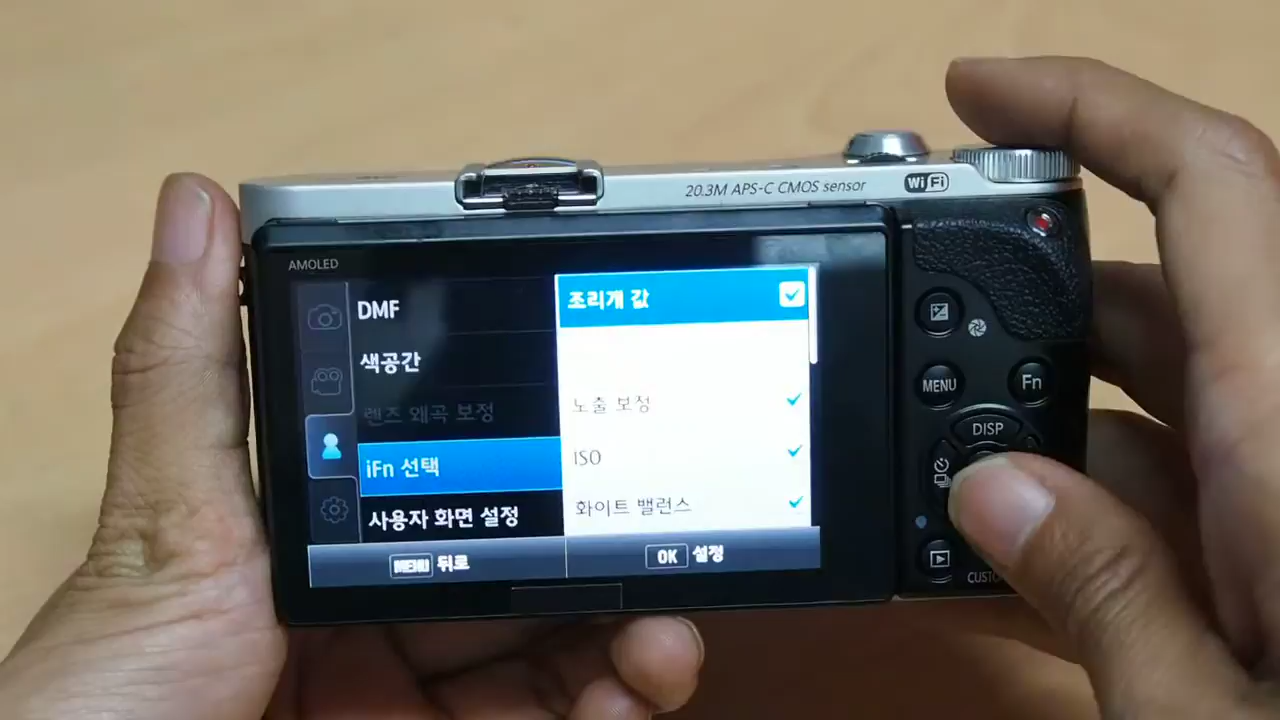 20.3M APS-C CMOS sensor
Wi Fi
AMOLED
DMF
색공간
렌즈 왜곡 보정
iFn 선택
사용자 화면 설정
MENU 뒤로
조리개 값
노출 보정
ISO
화이트 밸런스
OK 설정
MENU
Fn
DISP